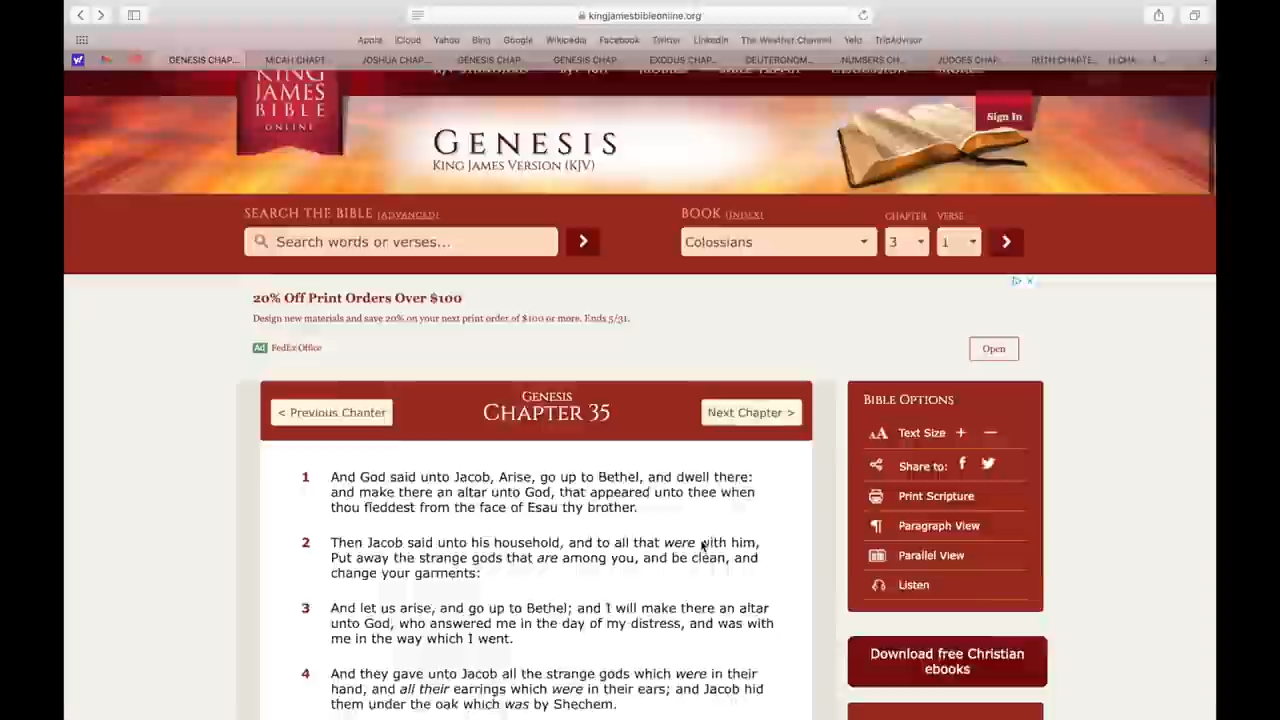 kingjamesbibleonline.org
Apple iCloud Yahoo Bing Google Wikipedia Facebook Twitter LinkedIn The Weather Channel Yelp TripAdvisor
GENESIS CHAP... MICAH CHAPT... JOSHUA CHAP... GENESIS CHAP... GENESIS CHAP... EXODUS CHAP... DEUTERONOM... NUMBERS CH... JUDGES CHAP... RUTH CHAPTE...
KING
JAMES
BIBLE
ONLINE
GENESIS
KING JAMES VERSION (KJV)
Sign In
SEARCH THE BIBLE (ADVANCED)
BOOK (INDEX) CHAPTER VERSE
Search words or verses...
Colossians 3 1
20% Off Print Orders Over $100
Design new materials and save 20% on your next print order of $100 or more. Ends 5/31.
Ad FedEx Office
Open
< Previous Chapter
GENESIS
CHAPTER 35
Next Chapter >
1 And God said unto Jacob, Arise, go up to Bethel, and dwell there:
and make there an altar unto God, that appeared unto thee when
thou fleddest from the face of Esau thy brother.
2 Then Jacob said unto his household, and to all that were with him,
Put away the strange gods that are among you, and be clean, and
change your garments:
3 And let us arise, and go up to Bethel; and I will make there an altar
unto God, who answered me in the day of my distress, and was with
me in the way which I went.
4 And they gave unto Jacob all the strange gods which were in their
hand, and all their earrings which were in their ears; and Jacob hid
them under the oak which was by Shechem.
BIBLE OPTIONS
AA Text Size + −
Share to:
Print Scripture
Paragraph View
Parallel View
Listen
Download free Christian
ebooks